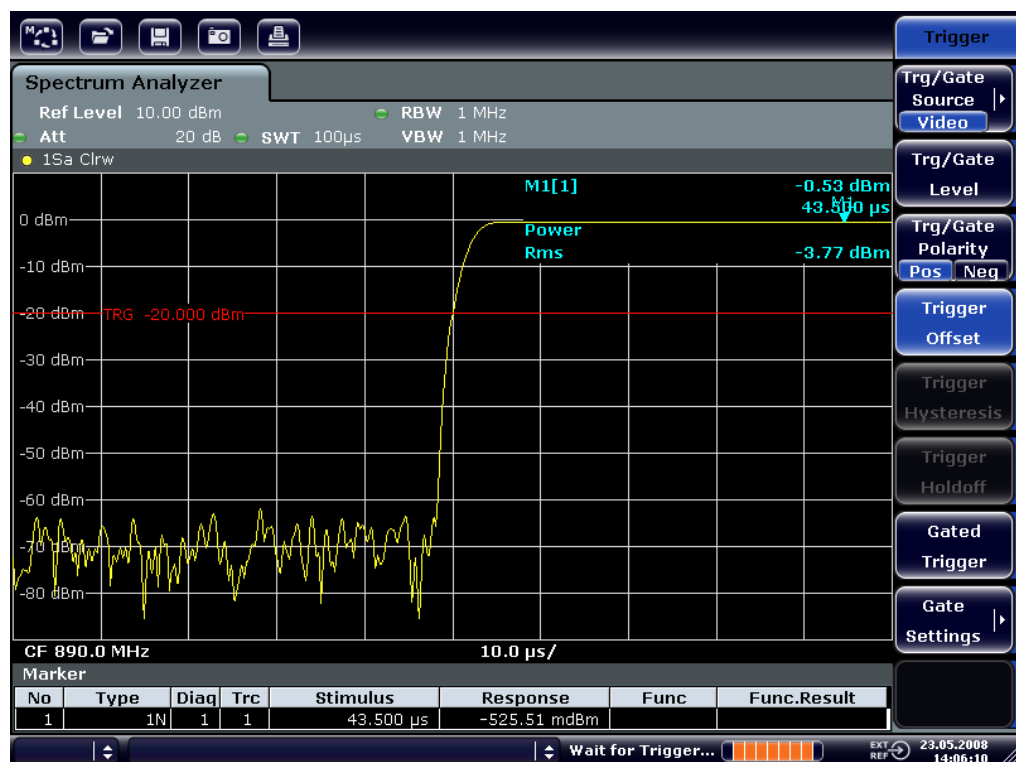 Trigger
Spectrum Analyzer
Ref Level 10.00 dBm RBW 1 MHz
Att 20 dB SWT 100µs VBW 1 MHz
1Sa Clrw
M1[1] -0.53 dBm
43.500 µs
M1
Power
Rms -3.77 dBm
0 dBm
-10 dBm
-20 dBm
TRG -20.000 dBm
-30 dBm
-40 dBm
-50 dBm
-60 dBm
-70 dBm
-80 dBm
CF 890.0 MHz 10.0 µs/
Marker
No Type Diag Trc Stimulus Response Func Func.Result
1 1N 1 1 43.500 µs -525.51 mdBm
Wait for Trigger...
EXT
REF
23.05.2008
14:06:10
Trg/Gate
Source
Video
Trg/Gate
Level
Trg/Gate
Polarity
Pos Neg
Trigger
Offset
Trigger
Hysteresis
Trigger
Holdoff
Gated
Trigger
Gate
Settings